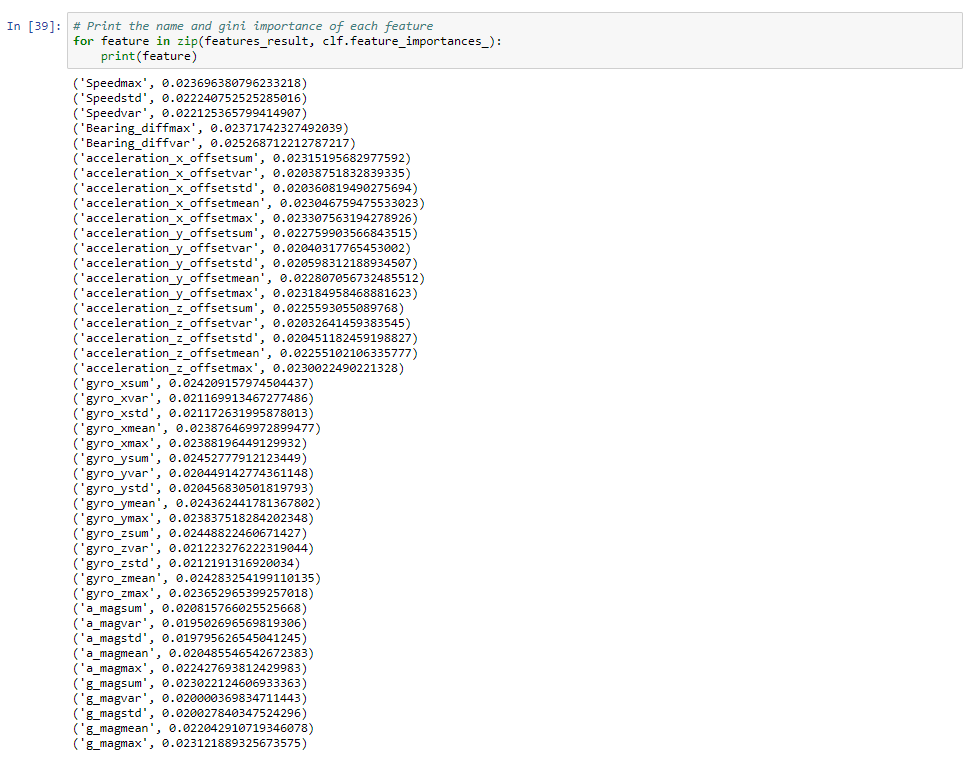 In [39]: # Print the name and gini importance of each feature
for feature in zip(features_result, clf.feature_importances_):
    print(feature)
('Speedmax', 0.023696380796233218)
('Speedstd', 0.022240752525285016)
('Speedvar', 0.022125365799414907)
('Bearing_diffmax', 0.02371742327492039)
('Bearing_diffvar', 0.025268712212787217)
('acceleration_x_offsetsum', 0.02315195682977592)
('acceleration_x_offsetvar', 0.02038751832839335)
('acceleration_x_offsetstd', 0.020360819490275694)
('acceleration_x_offsetmean', 0.023046759475533023)
('acceleration_x_offsetmax', 0.023307563194278926)
('acceleration_y_offsetsum', 0.022759903566843515)
('acceleration_y_offsetvar', 0.02040317765453002)
('acceleration_y_offsetstd', 0.020598312188934507)
('acceleration_y_offsetmean', 0.022807056732485512)
('acceleration_y_offsetmax', 0.023184958468881623)
('acceleration_z_offsetsum', 0.0225593055089768)
('acceleration_z_offsetvar', 0.02032641459383545)
('acceleration_z_offsetstd', 0.020451182459198827)
('acceleration_z_offsetmean', 0.02255102106335777)
('acceleration_z_offsetmax', 0.0230022490221328)
('gyro_xsum', 0.024209157974504437)
('gyro_xvar', 0.021169913467277486)
('gyro_xstd', 0.021172631995878013)
('gyro_xmean', 0.023876469972899477)
('gyro_xmax', 0.02388196449129932)
('gyro_ysum', 0.02452777912123449)
('gyro_yvar', 0.020449142774361148)
('gyro_ystd', 0.020456830501819793)
('gyro_ymean', 0.024362441781367802)
('gyro_ymax', 0.023837518284202348)
('gyro_zsum', 0.02448822460671427)
('gyro_zvar', 0.021223276222319044)
('gyro_zstd', 0.0212191316920034)
('gyro_zmean', 0.024283254199110135)
('gyro_zmax', 0.023652965399257018)
('a_magsum', 0.020815766025525668)
('a_magvar', 0.019502696569819306)
('a_magstd', 0.019795626545041245)
('a_magmean', 0.020485546542672383)
('a_magmax', 0.022427693812429983)
('g_magsum', 0.023022124606933363)
('g_magvar', 0.020000369834711443)
('g_magstd', 0.020027840347524296)
('g_magmean', 0.022042910719346078)
('g_magmax', 0.023121889325673575)